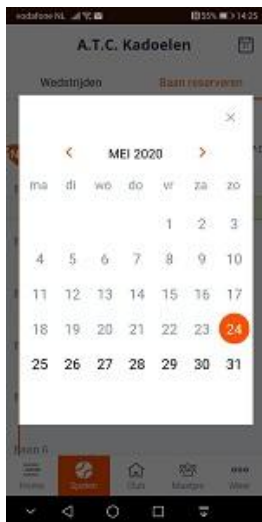 vodafone NL 55% 14:25
A.T.C. Kadoelen
Wedstrijden Baan reserveren
×
< MEI 2020 >
ma di wo do vr za zo
1 2 3
4 5 6 7 8 9 10
11 12 13 14 15 16 17
18 19 20 21 22 23 24
25 26 27 28 29 30 31
Baan 6
Home Spelen Club Meer